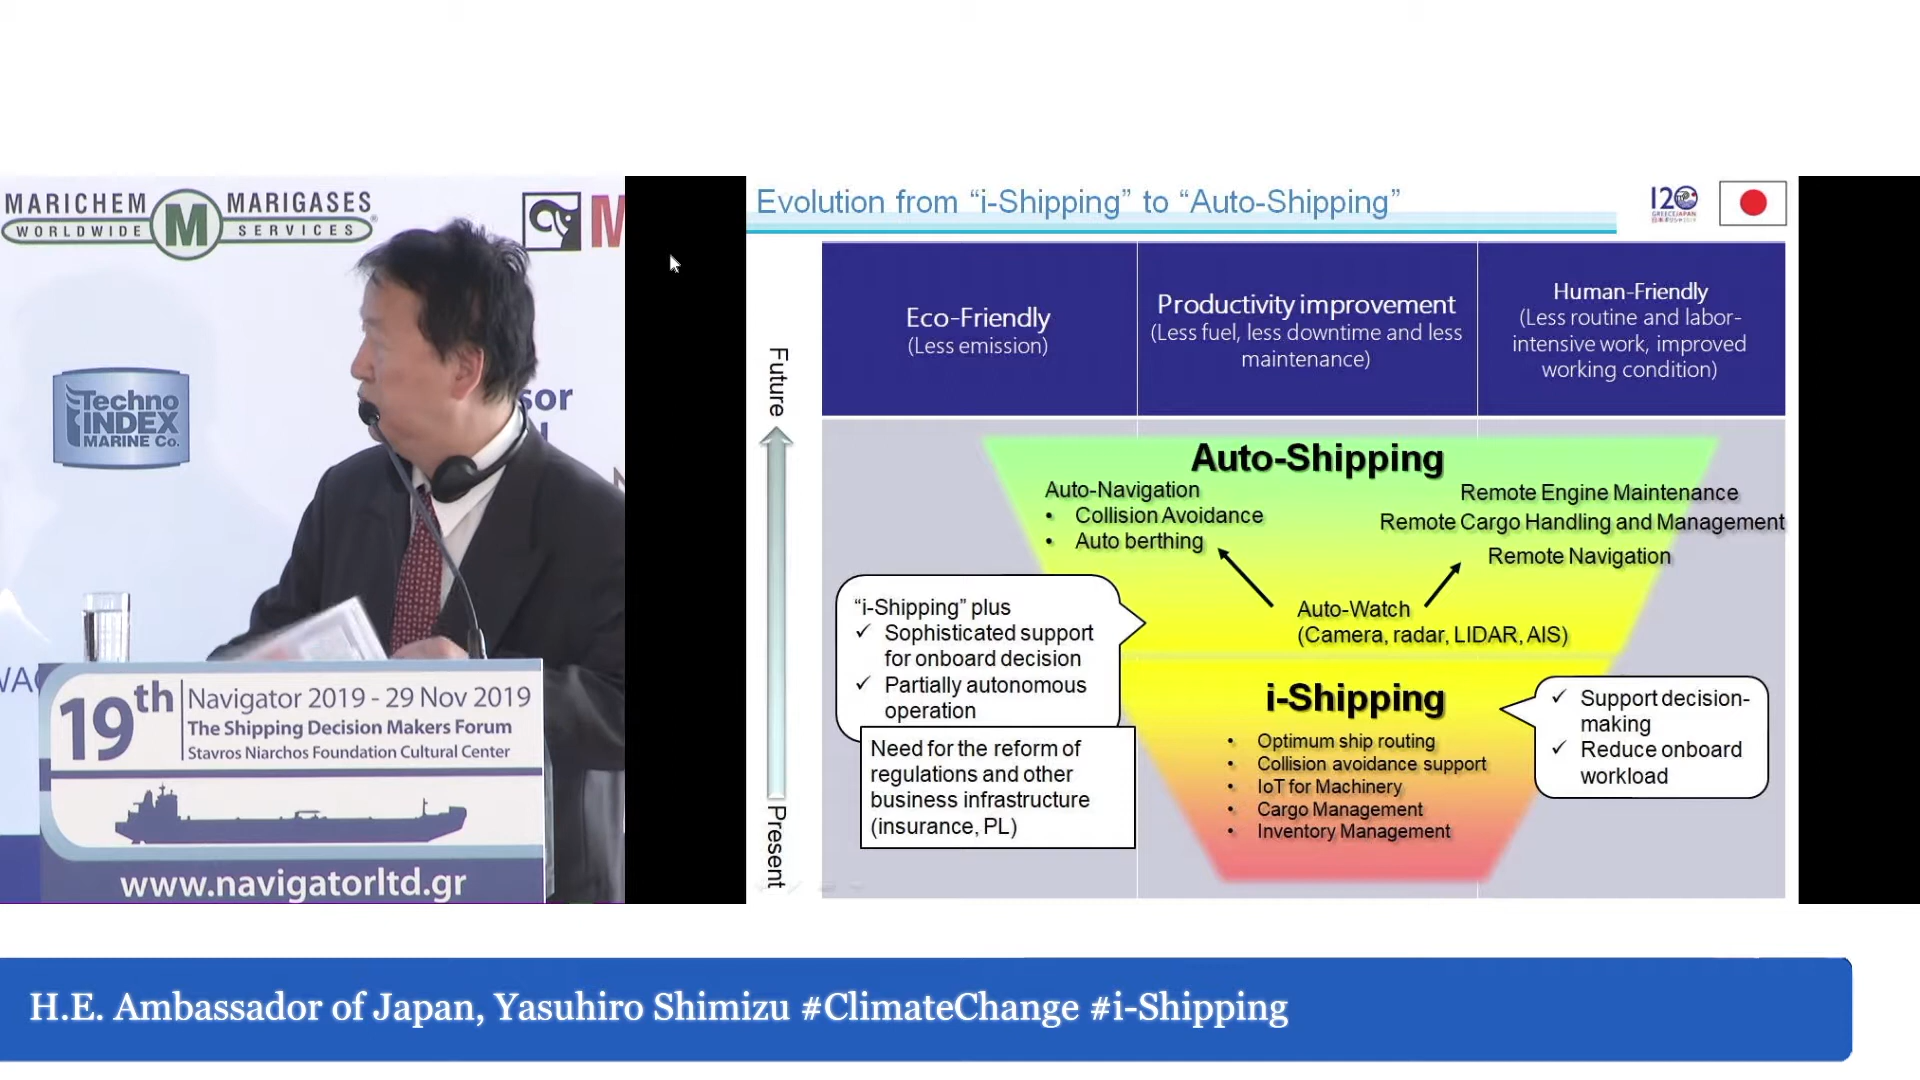 MARICHEM
WORLDWIDE
M
MARIGASES
SERVICES
M
Techno
INDEX
MARINE Co.
sor
19th
Navigator 2019 - 29 Nov 2019
The Shipping Decision Makers Forum
Stavros Niarchos Foundation Cultural Center
www.navigatorltd.gr
Evolution from “i-Shipping” to “Auto-Shipping”
120
GREECE JAPAN
Eco-Friendly
(Less emission)
Productivity improvement
(Less fuel, less downtime and less
maintenance)
Human-Friendly
(Less routine and labor-
intensive work, improved
working condition)
Future
Present
Auto-Shipping
Auto-Navigation
• Collision Avoidance
• Auto berthing
Remote Engine Maintenance
Remote Cargo Handling and Management
Remote Navigation
Auto-Watch
(Camera, radar, LIDAR, AIS)
“i-Shipping” plus
✓ Sophisticated support
for onboard decision
✓ Partially autonomous
operation
Need for the reform of
regulations and other
business infrastructure
(insurance, PL)
i-Shipping
• Optimum ship routing
• Collision avoidance support
• IoT for Machinery
• Cargo Management
• Inventory Management
✓ Support decision-
making
✓ Reduce onboard
workload
H.E. Ambassador of Japan, Yasuhiro Shimizu #ClimateChange #i-Shipping